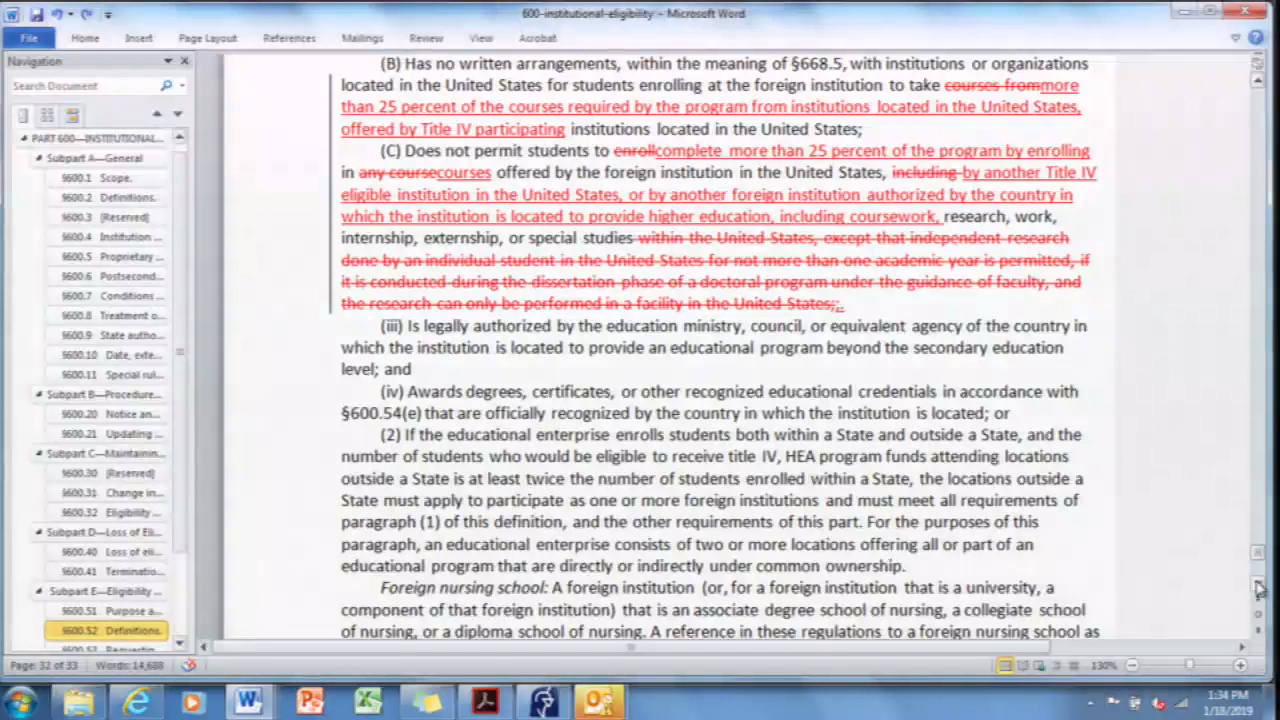 600-institutional-eligibility - Microsoft Word
File Home Insert Page Layout References Mailings Review View Acrobat
Navigation
Search Document
PART 600—INSTITUTIONAL...
Subpart A—General
§600.1 Scope.
§600.2 Definitions.
§600.3 [Reserved]
§600.4 Institution ...
§600.5 Proprietary ...
§600.6 Postsecond...
§600.7 Conditions ...
§600.8 Treatment o...
§600.9 State autho...
§600.10 Date, exte...
§600.11 Special rul...
Subpart B—Procedure...
§600.20 Notice an...
§600.21 Updating ...
Subpart C—Maintainin...
§600.30 [Reserved]
§600.31 Change in...
§600.32 Eligibility ...
Subpart D—Loss of Eli...
§600.40 Loss of eli...
§600.41 Terminatio...
Subpart E—Eligibility ...
§600.51 Purpose a...
§600.52 Definitions.
(B) Has no written arrangements, within the meaning of §668.5, with institutions or organizations
located in the United States for students enrolling at the foreign institution to take courses frommore
than 25 percent of the courses required by the program from institutions located in the United States,
offered by Title IV participating institutions located in the United States;
(C) Does not permit students to enrollcomplete more than 25 percent of the program by enrolling
in any coursecourses offered by the foreign institution in the United States, including by another Title IV
eligible institution in the United States, or by another foreign institution authorized by the country in
which the institution is located to provide higher education, including coursework, research, work,
internship, externship, or special studies within the United States, except that independent research
done by an individual student in the United States for not more than one academic year is permitted, if
it is conducted during the dissertation phase of a doctoral program under the guidance of faculty, and
the research can only be performed in a facility in the United States;.
(iii) Is legally authorized by the education ministry, council, or equivalent agency of the country in
which the institution is located to provide an educational program beyond the secondary education
level; and
(iv) Awards degrees, certificates, or other recognized educational credentials in accordance with
§600.54(e) that are officially recognized by the country in which the institution is located; or
(2) If the educational enterprise enrolls students both within a State and outside a State, and the
number of students who would be eligible to receive title IV, HEA program funds attending locations
outside a State is at least twice the number of students enrolled within a State, the locations outside a
State must apply to participate as one or more foreign institutions and must meet all requirements of
paragraph (1) of this definition, and the other requirements of this part. For the purposes of this
paragraph, an educational enterprise consists of two or more locations offering all or part of an
educational program that are directly or indirectly under common ownership.
Foreign nursing school: A foreign institution (or, for a foreign institution that is a university, a
component of that foreign institution) that is an associate degree school of nursing, a collegiate school
of nursing, or a diploma school of nursing. A reference in these regulations to a foreign nursing school as
Page: 32 of 33 Words: 14,688
130%
1:34 PM
1/18/2019